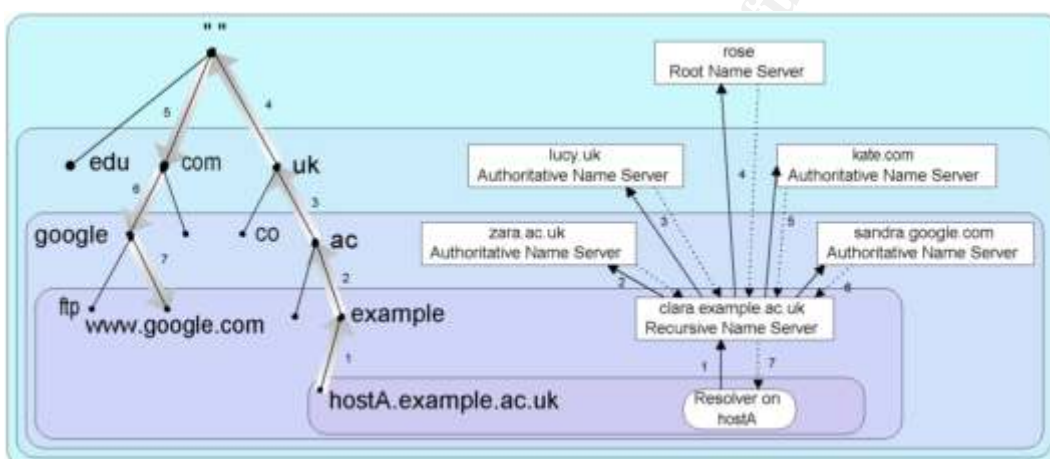 " "
5
4
edu
com
uk
6
3
google
co
ac
7
2
ftp
www.google.com
example
1
hostA.example.ac.uk
rose
Root Name Server
lucy.uk
Authoritative Name Server
kate.com
Authoritative Name Server
4
3
5
zara.ac.uk
Authoritative Name Server
sandra.google.com
Authoritative Name Server
2
6
clara.example.ac.uk
Recursive Name Server
1
7
Resolver on
hostA